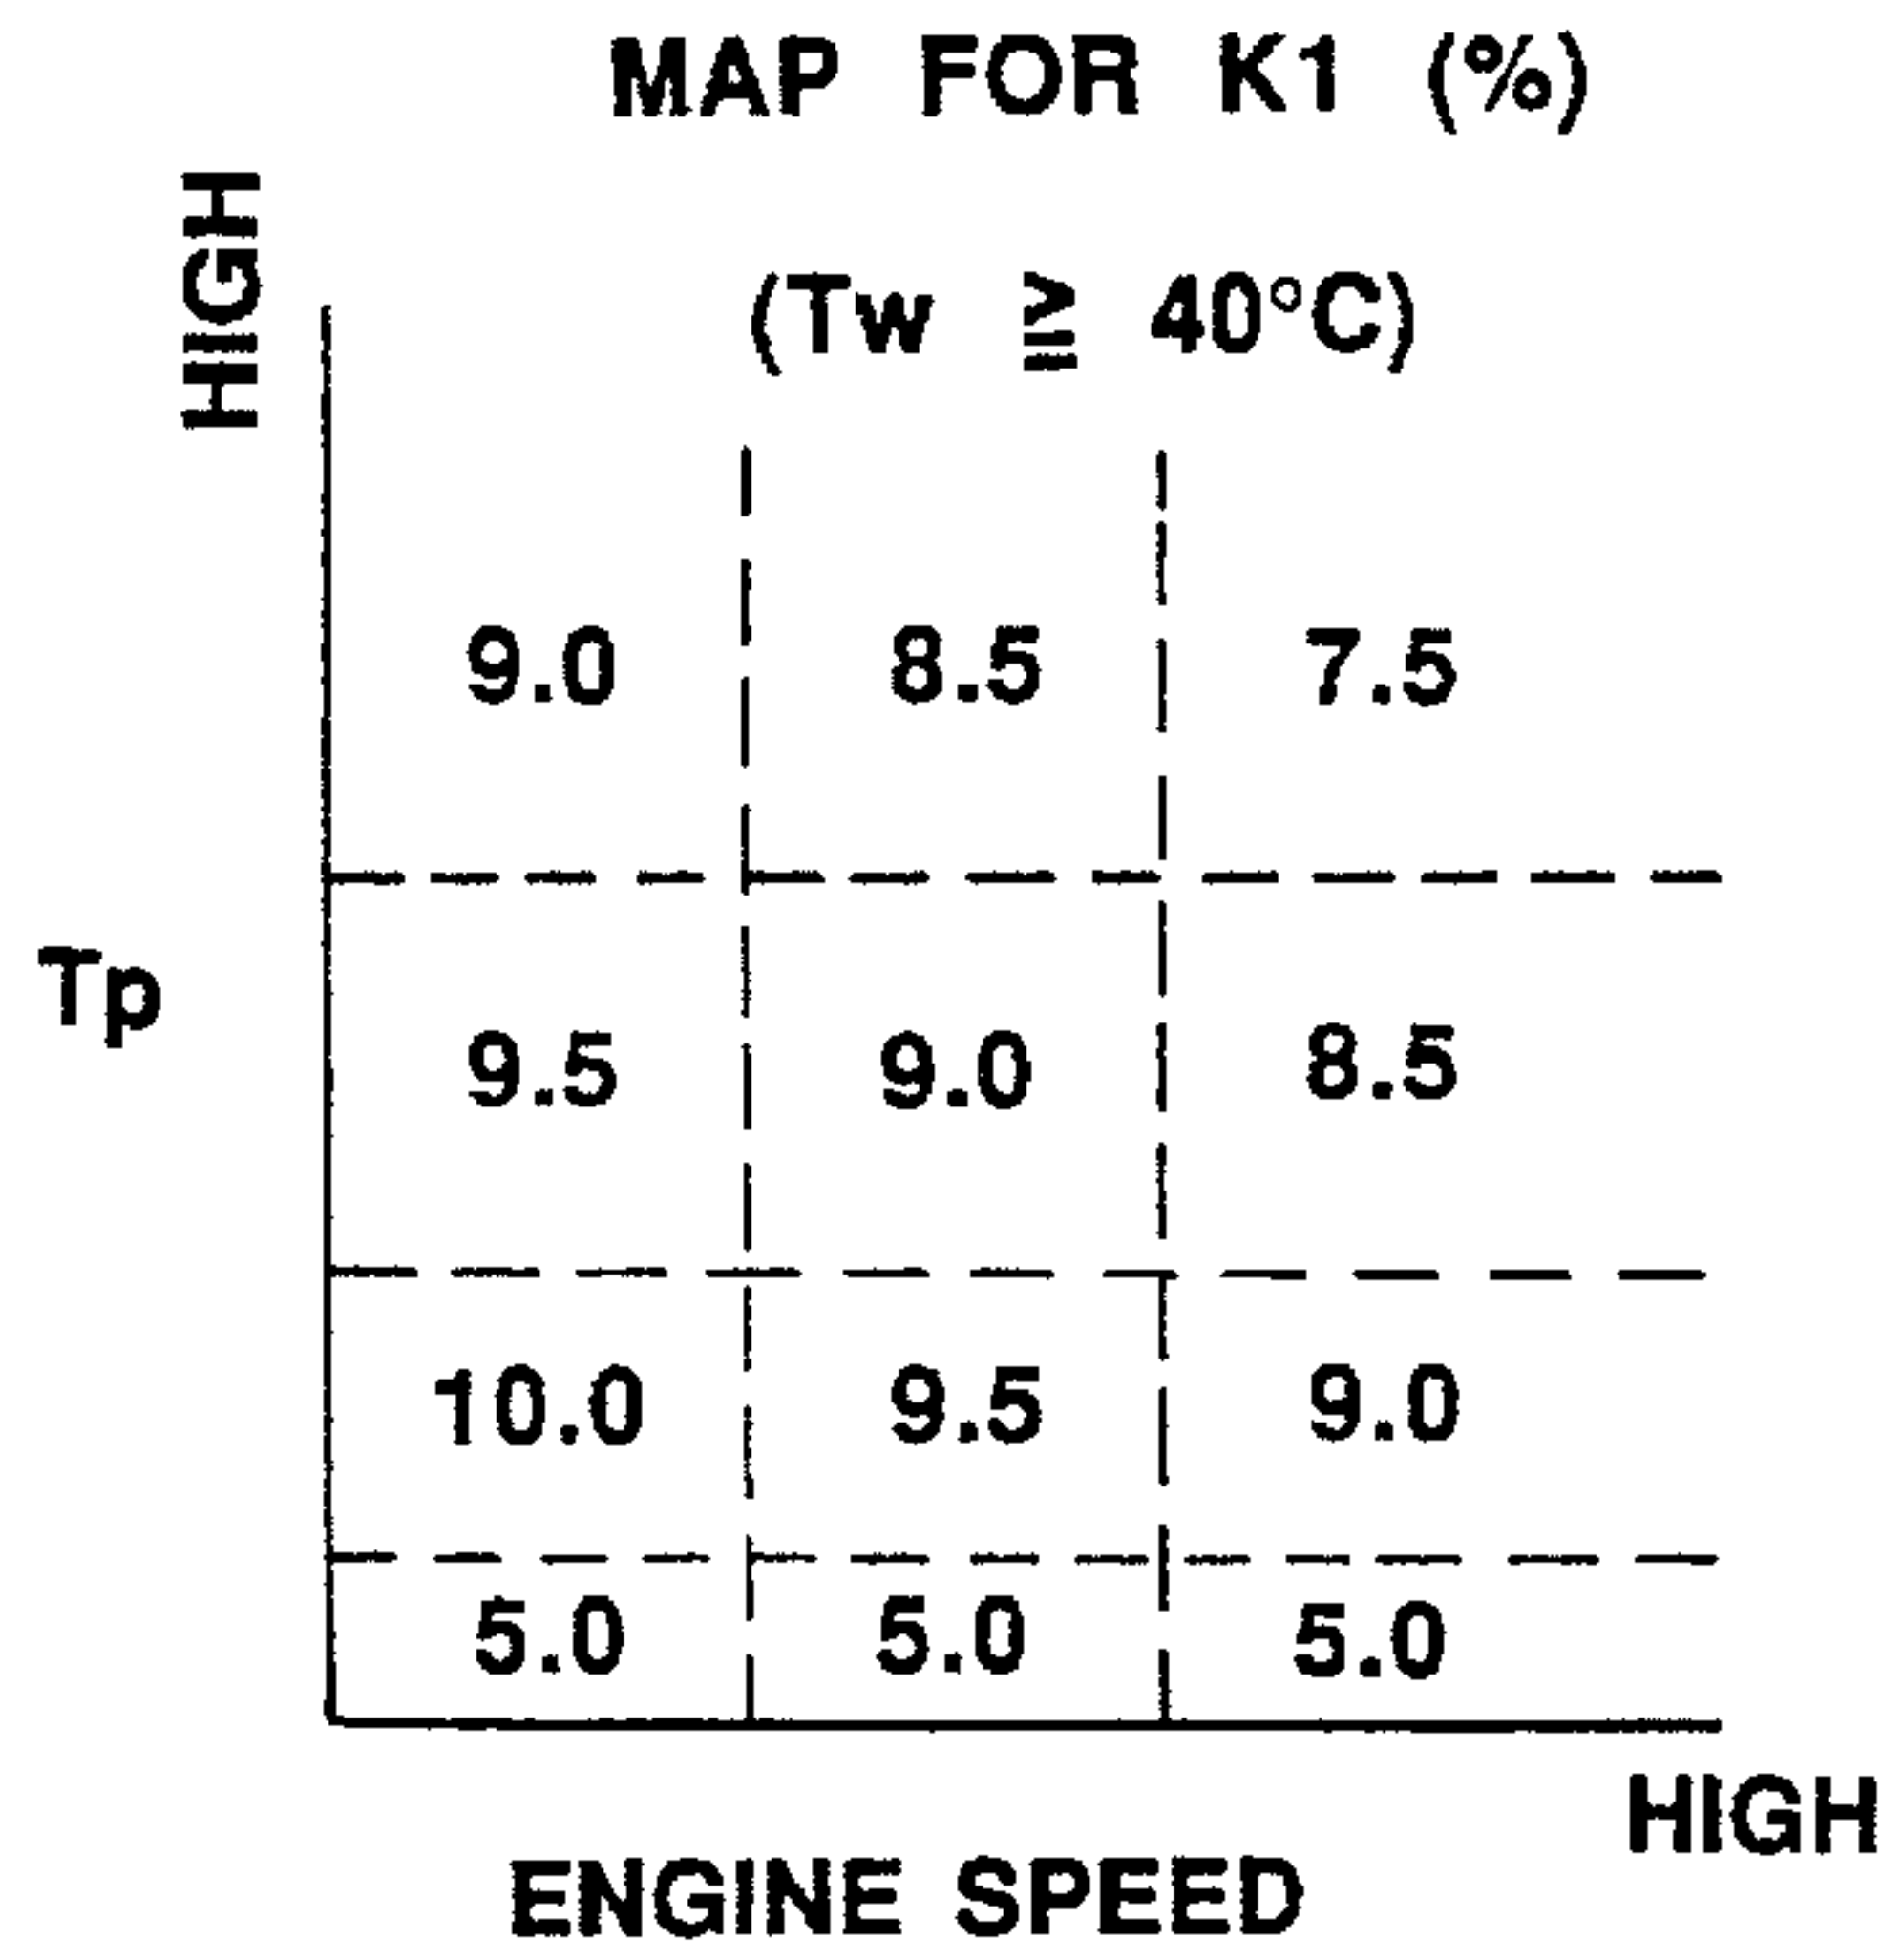 MAP FOR K1 (%)
HIGH
(Tw ≧ 40°C)
9.0 8.5 7.5
Tp
9.5 9.0 8.5
10.0 9.5 9.0
5.0 5.0 5.0
HIGH
ENGINE SPEED